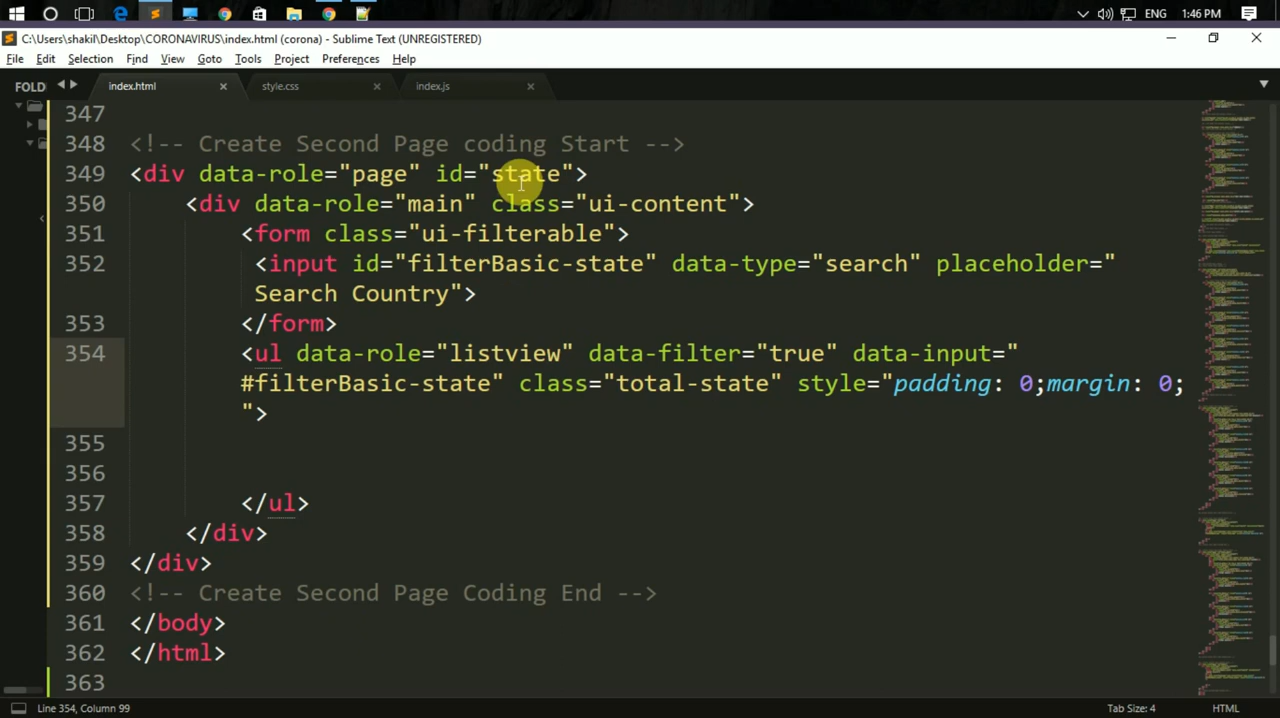 ENG 1:46 PM
C:\Users\shakil\Desktop\CORONAVIRUS\index.html (corona) - Sublime Text (UNREGISTERED)
File Edit Selection Find View Goto Tools Project Preferences Help
FOLD index.html style.css index.js
347
348 <!-- Create Second Page coding Start -->
349 <div data-role="page" id="state">
350 <div data-role="main" class="ui-content">
351 <form class="ui-filterable">
352 <input id="filterBasic-state" data-type="search" placeholder="
Search Country">
353 </form>
354 <ul data-role="listview" data-filter="true" data-input="
#filterBasic-state" class="total-state" style="padding: 0;margin: 0;
">
355
356
357 </ul>
358 </div>
359 </div>
360 <!-- Create Second Page Coding End -->
361 </body>
362 </html>
363
Line 354, Column 99 Tab Size: 4 HTML